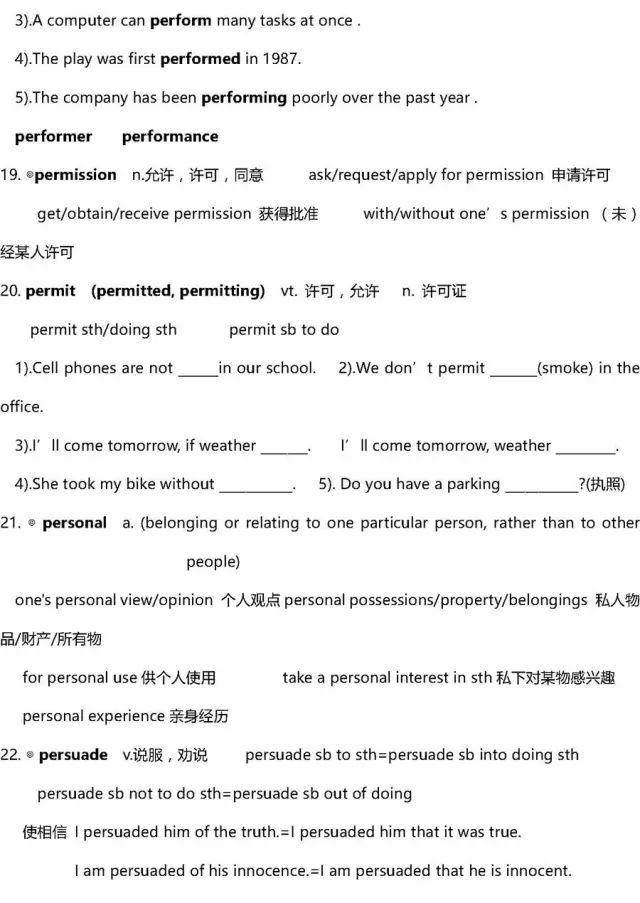 3).A computer can perform many tasks at once .
4).The play was first performed in 1987.
5).The company has been performing poorly over the past year .
performer performance
19. ⊙permission n.允许，许可，同意 ask/request/apply for permission 申请许可
get/obtain/receive permission 获得批准 with/without one’s permission （未）
经某人许可
20. permit (permitted, permitting) vt. 许可，允许 n. 许可证
permit sth/doing sth permit sb to do
1).Cell phones are not _____in our school. 2).We don’t permit ______(smoke) in the
office.
3).I’ll come tomorrow, if weather ______. I’ll come tomorrow, weather ________.
4).She took my bike without __________. 5). Do you have a parking _________?(执照)
21. ⊙ personal a. (belonging or relating to one particular person, rather than to other
people)
one's personal view/opinion 个人观点 personal possessions/property/belongings 私人物
品/财产/所有物
for personal use 供个人使用 take a personal interest in sth 私下对某物感兴趣
personal experience 亲身经历
22. ⊙ persuade v.说服，劝说 persuade sb to sth=persuade sb into doing sth
persuade sb not to do sth=persuade sb out of doing
使相信 I persuaded him of the truth.=I persuaded him that it was true.
I am persuaded of his innocence.=I am persuaded that he is innocent.